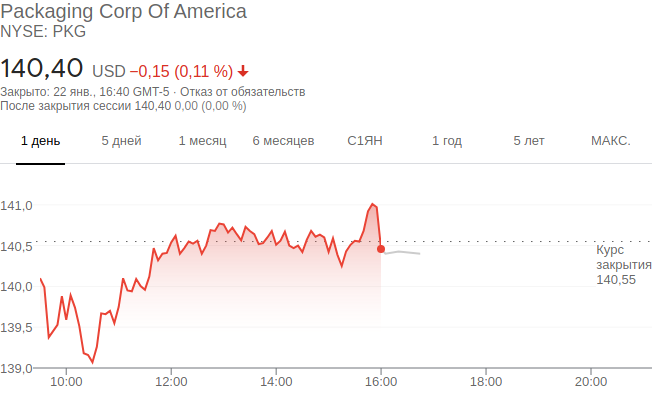 Packaging Corp Of America
NYSE: PKG
140,40 USD −0,15 (0,11 %)
Закрыто: 22 янв., 16:40 GMT-5 · Отказ от обязательств
После закрытия сессии 140,40 0,00 (0,00 %)
1 день 5 дней 1 месяц 6 месяцев С1ЯН 1 год 5 лет МАКС.
141,0
140,5
Курс
закрытия
140,55
140,0
139,5
139,0
10:00 12:00 14:00 16:00 18:00 20:00